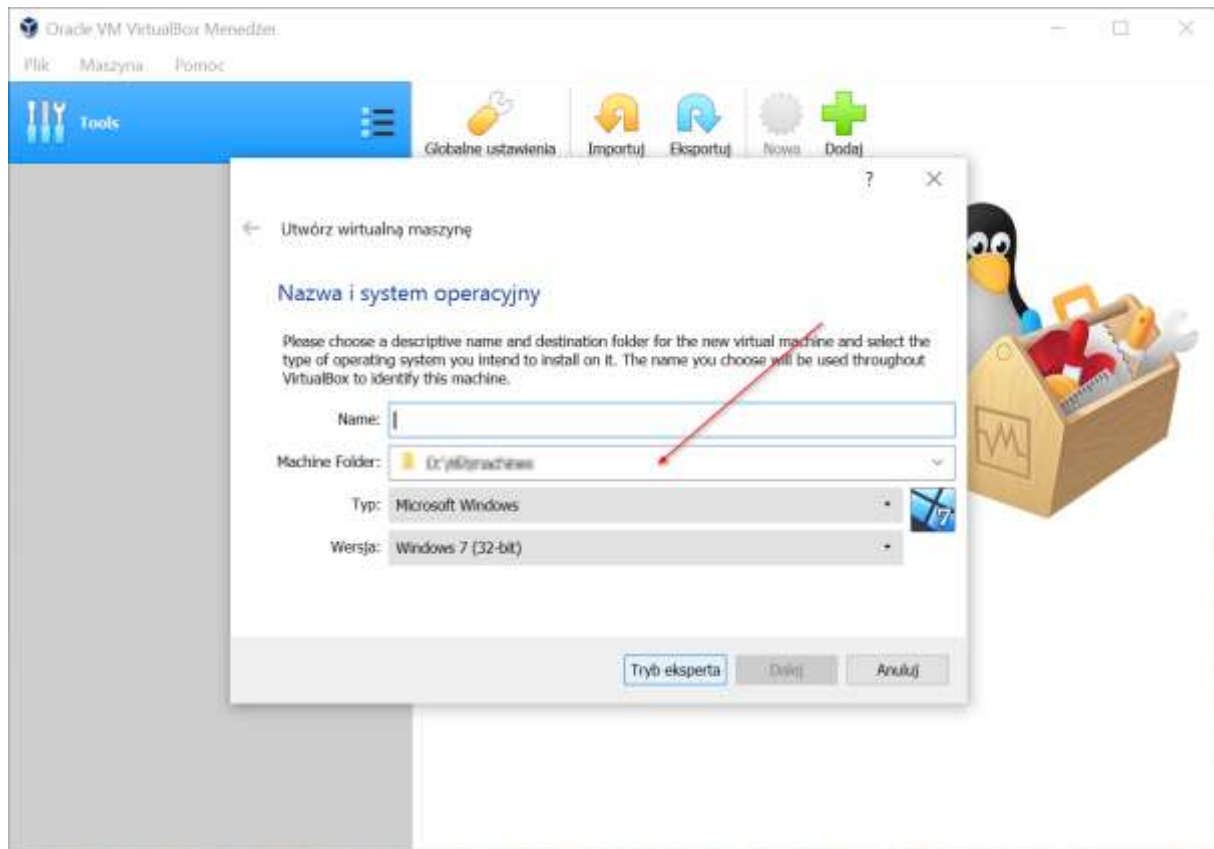 Oracle VM VirtualBox Menedżer
Plik Maszyna Pomoc
Tools
Globalne ustawienia Importuj Eksportuj Nowa Dodaj
?
Utwórz wirtualną maszynę
Nazwa i system operacyjny
Please choose a descriptive name and destination folder for the new virtual machine and select the
type of operating system you intend to install on it. The name you choose will be used throughout
VirtualBox to identify this machine.
Name:
Machine Folder:
Typ: Microsoft Windows
7
Wersja: Windows 7 (32-bit)
Tryb eksperta Dalej Anuluj